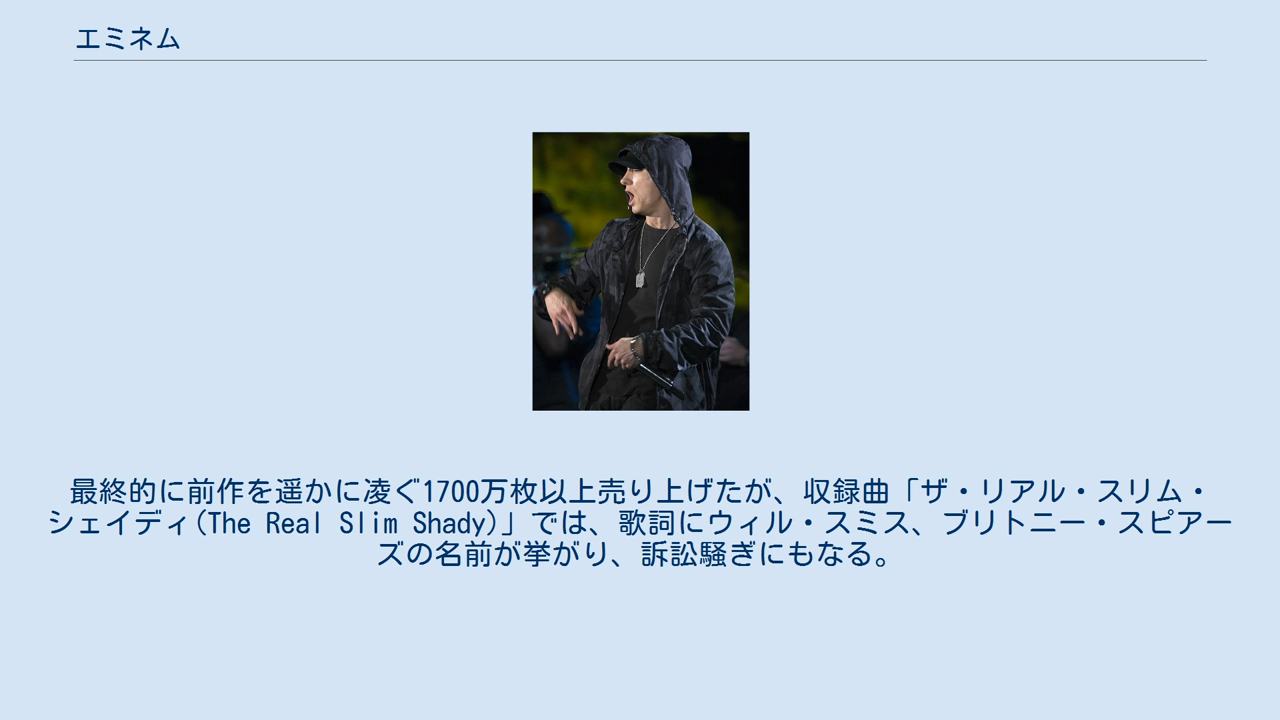 エミネム
最終的に前作を遥かに凌ぐ1700万枚以上売り上げたが、収録曲「ザ・リアル・スリム・
シェイディ(The Real Slim Shady)」では、歌詞にウィル・スミス、ブリトニー・スピアー
ズの名前が挙がり、訴訟騒ぎにもなる。